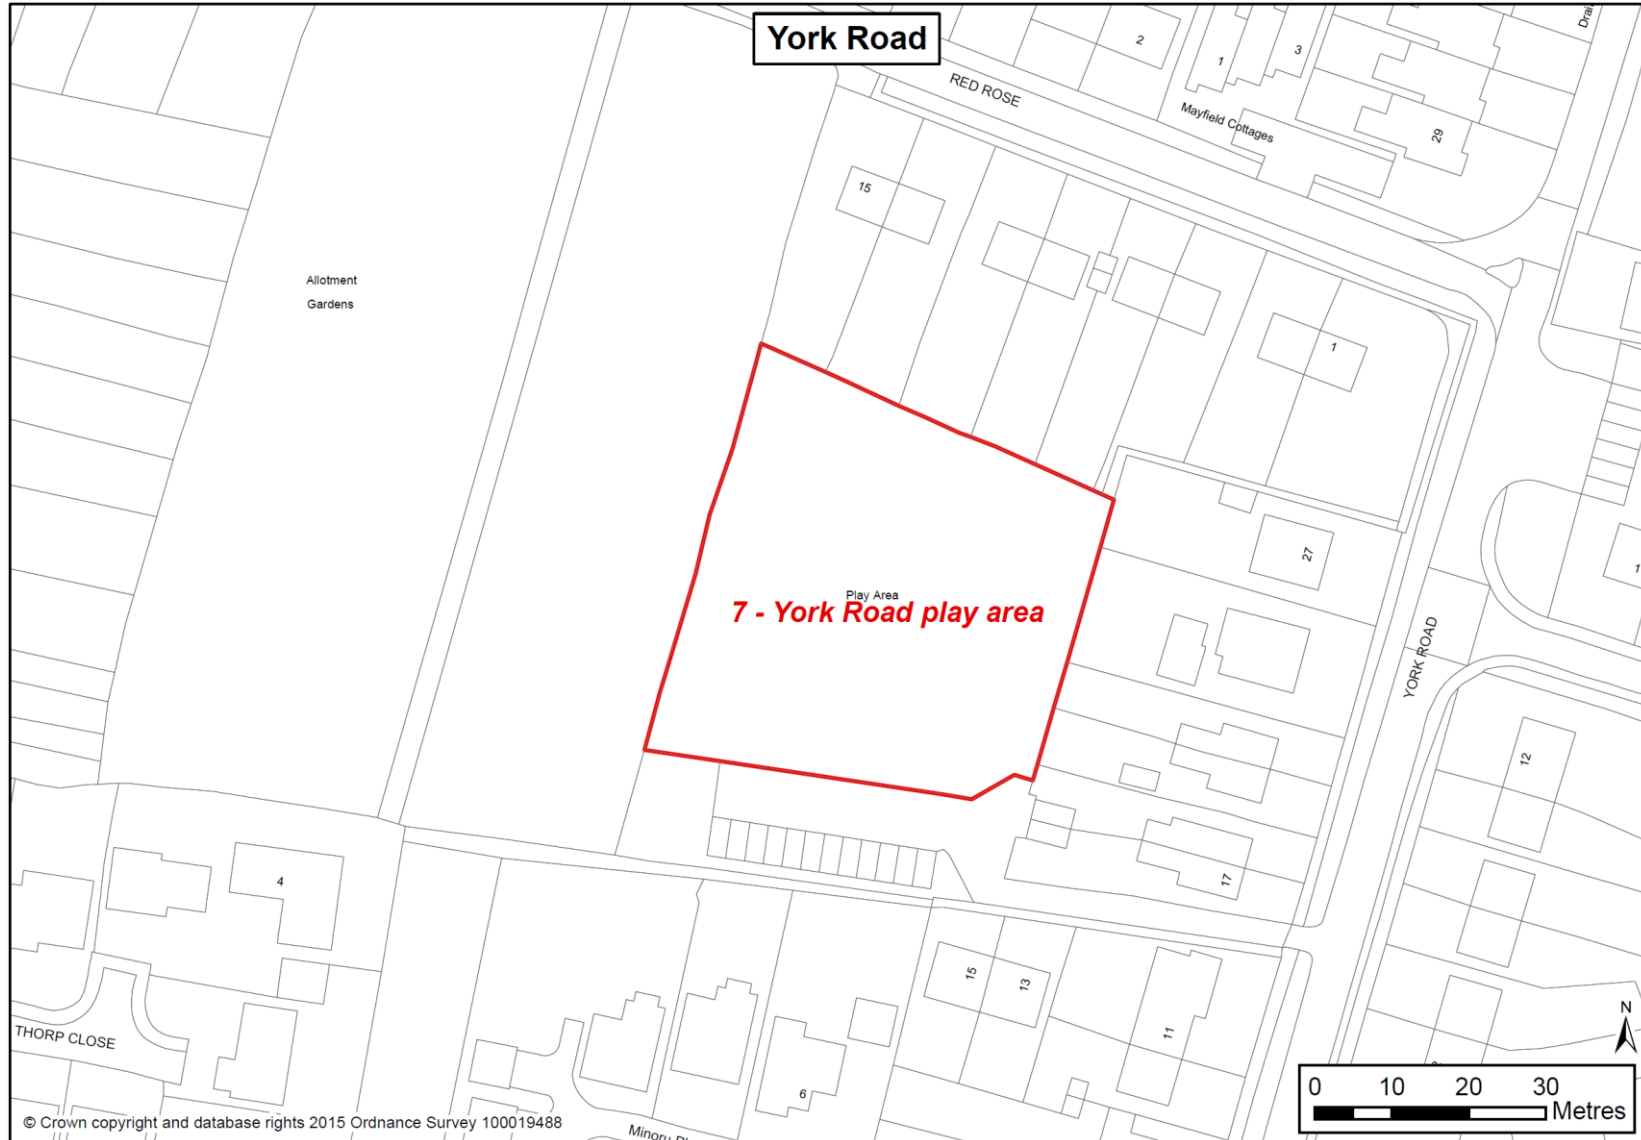 York Road
Drai
2
1
3
RED ROSE
Mayfield Cottages
29
15
Allotment
Gardens
1
27
1
Play Area
7 - York Road play area
YORK ROAD
12
4
17
15
13
11
6
THORP CLOSE
N
0 10 20 30
Metres
© Crown copyright and database rights 2015 Ordnance Survey 100019488